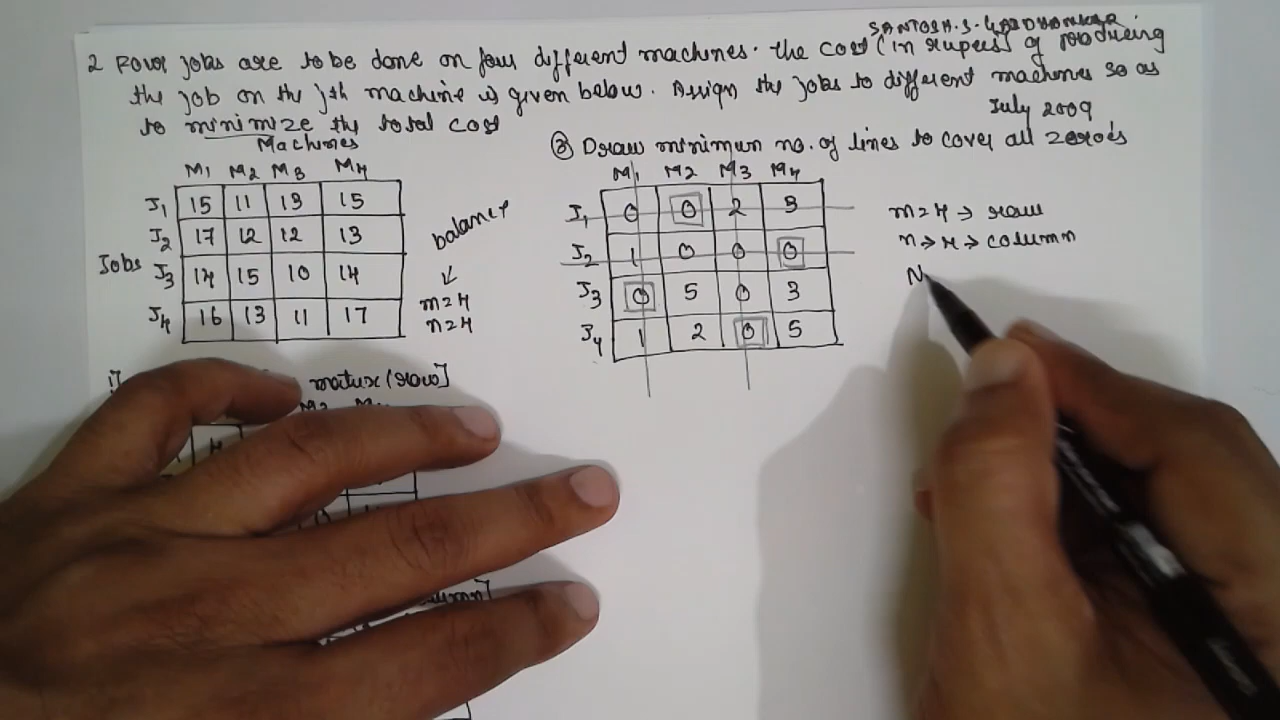 SANTOSH.S.
2 Four jobs are to be done on four different machines. the cost (in rupees) of producing
the job on the jth machine is given below. Assign the jobs to different machines so as
to minimize the total cost
July 2009
Machines
M1 M2 M3 M4
J1 15 11 13 15
J2 17 12 12 13
Jobs J3 14 15 10 14
J4 16 13 11 17
balance
m=4
n=4
1] matrix (row]
③ Draw minimum no. of lines to cover all zero's
M1 M2 M3 M4
J1 0 0 2 3
J2 1 0 0 0
J3 0 5 0 3
J4 1 2 0 5
m=4 → row
n→4→ column
N